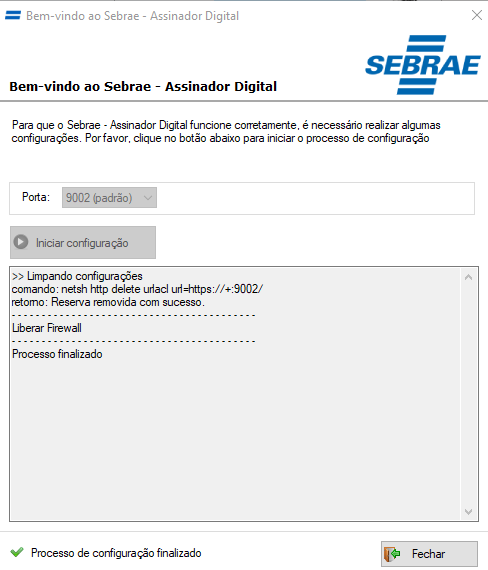 Bem-vindo ao Sebrae - Assinador Digital
SEBRAE
Bem-vindo ao Sebrae - Assinador Digital
Para que o Sebrae - Assinador Digital funcione corretamente, é necessário realizar algumas
configurações. Por favor, clique no botão abaixo para iniciar o processo de configuração
Porta: 9002 (padrão)
Iniciar configuração
>> Limpando configurações
comando: netsh http delete urlacl url=https://+:9002/
retorno: Reserva removida com sucesso.
- - - - - - - - - - - - - - - - - - - - - - - - - - - - - - - - - - -
Liberar Firewall
- - - - - - - - - - - - - - - - - - - - - - - - - - - - - - - - - - -
Processo finalizado
Processo de configuração finalizado
Fechar